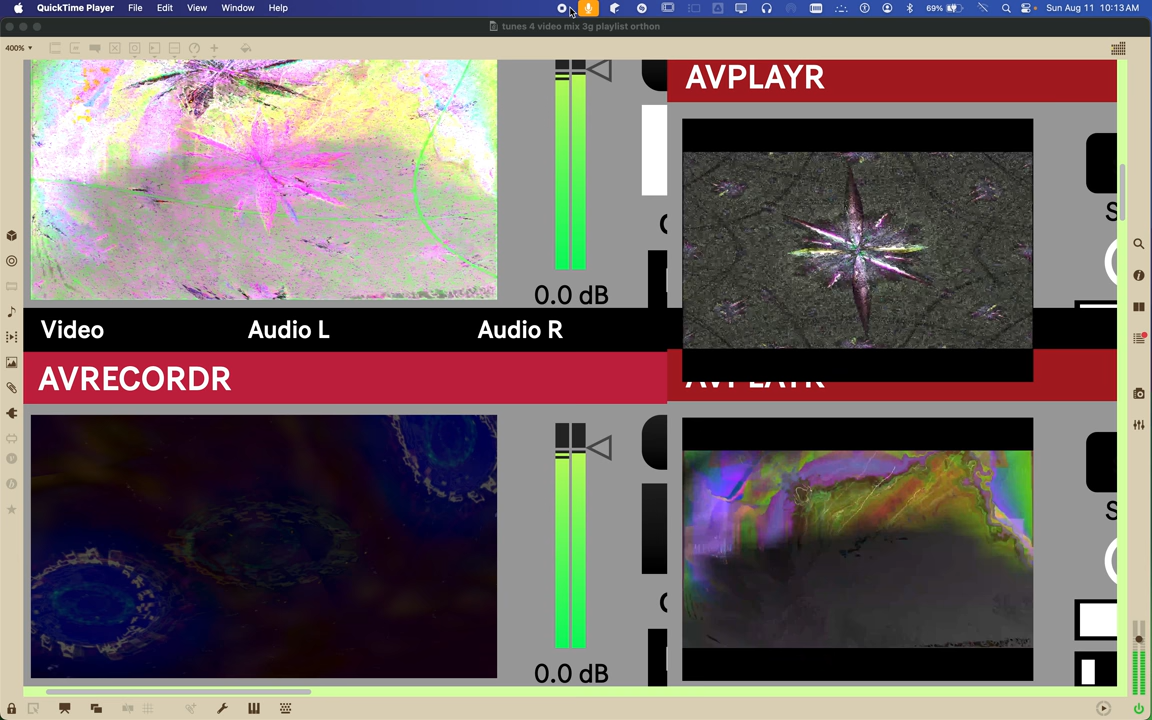 QuickTime Player File Edit View Window Help 69% Sun Aug 11 10:13 AM
tunes 4 video mix 3g playlist orthon
400%
AVPLAYR
0.0 dB
Video Audio L Audio R
AVRECORDR
AVPLAYR
0.0 dB